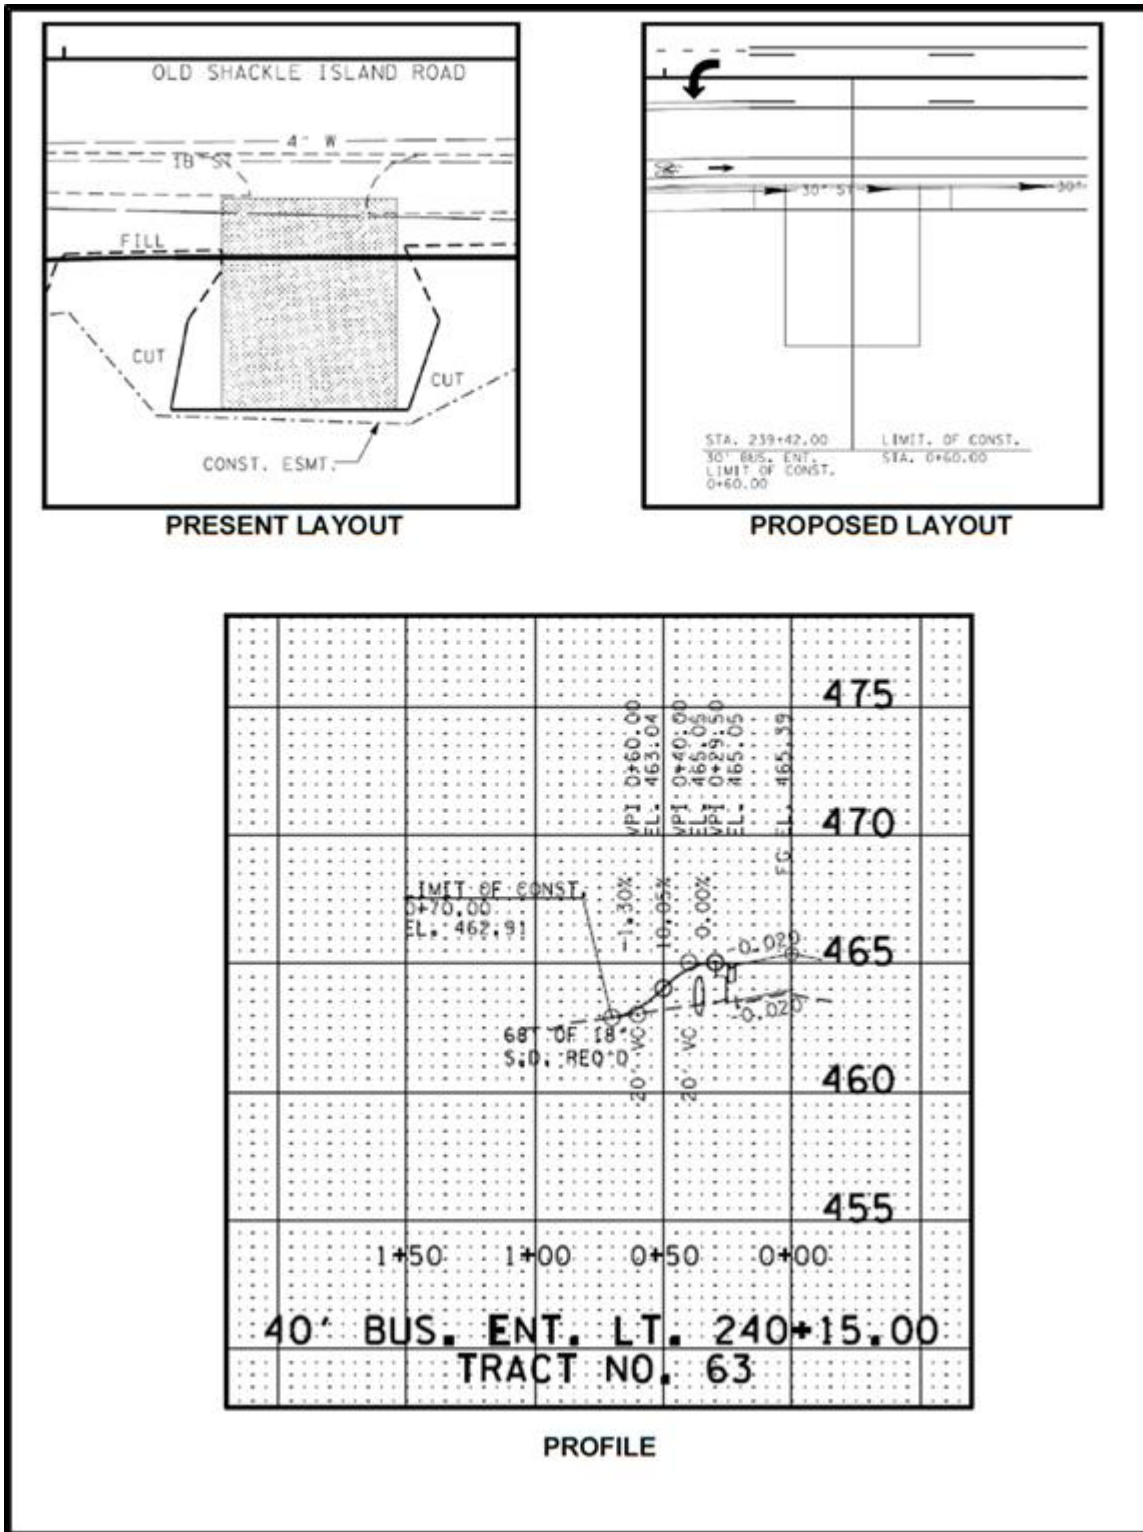 OLD SHACKLE ISLAND ROAD
4" W
18" ST
FILL
CUT
CUT
CONST. ESMT.
PRESENT LAYOUT
30" ST
30"
STA. 239+42.00
30' BUS. ENT.
LIMIT OF CONST.
0+60.00
LIMIT. OF CONST.
STA. 0+60.00
PROPOSED LAYOUT
475
470
465
460
455
VPI 0+60.00
EL. 463.04
VPI 0+40.00
EL. 465.05
VPI 0+29.50
EL. 465.05
FG EL. 465.39
LIMIT OF CONST.
0+70.00
EL. 462.91
-1.30%
10.05%
0.00%
-0.020
-0.020
68' OF 18"
S.D. REQ'D
20' VC
20' VC
1+50 1+00 0+50 0+00
40' BUS. ENT. LT. 240+15.00
TRACT NO. 63
PROFILE